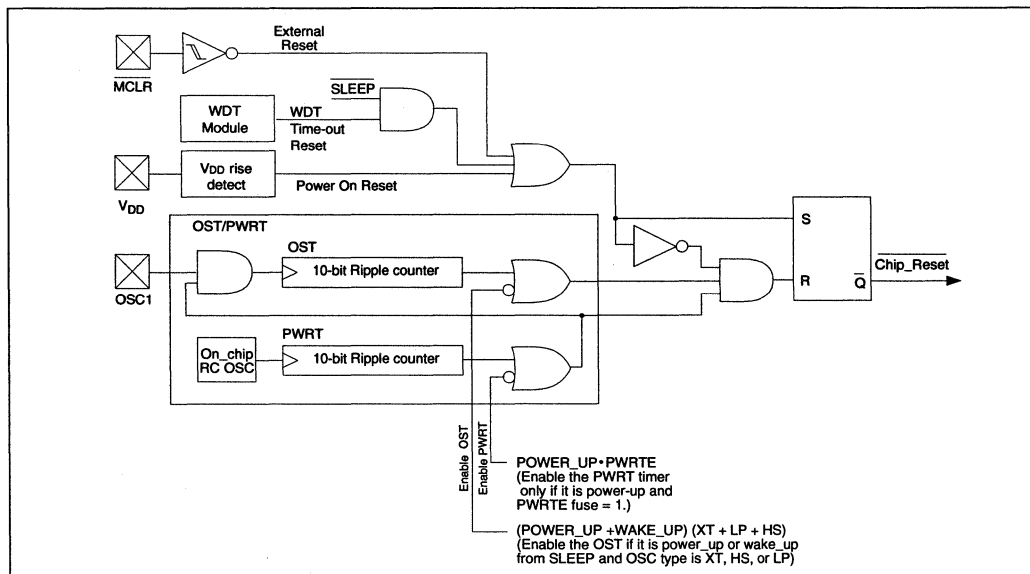 External
Reset
MCLR
SLEEP
WDT
Module
WDT
Time-out
Reset
VDD rise
detect
Power On Reset
VDD
OST/PWRT
OST
10-bit Ripple counter
OSC1
PWRT
On_chip
RC OSC
10-bit Ripple counter
S
R
Q
Chip_Reset
Enable OST
Enable PWRT
POWER_UP•PWRTE
(Enable the PWRT timer
only if it is power-up and
PWRTE fuse = 1.)
(POWER_UP +WAKE_UP) (XT + LP + HS)
(Enable the OST if it is power_up or wake_up
from SLEEP and OSC type is XT, HS, or LP)